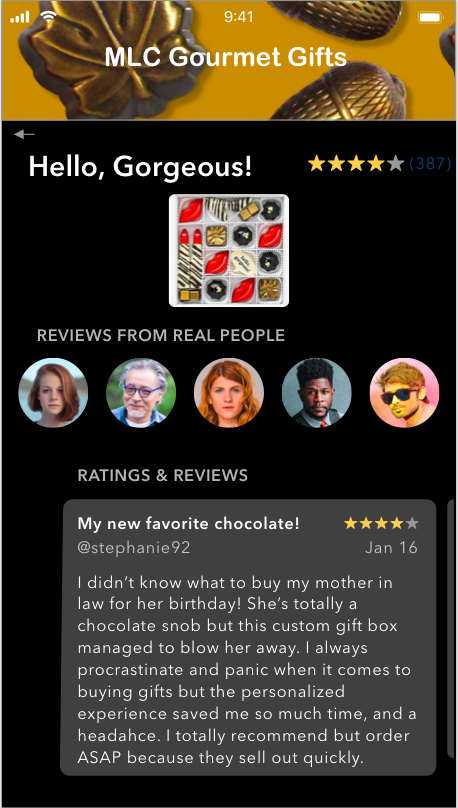 9:41
MLC Gourmet Gifts
Hello, Gorgeous!
(387)
hello, gorgeous!
REVIEWS FROM REAL PEOPLE
RATINGS & REVIEWS
My new favorite chocolate!
@stephanie92
Jan 16
I didn’t know what to buy my mother in
law for her birthday! She’s totally a
chocolate snob but this custom gift box
managed to blow her away. I always
procrastinate and panic when it comes to
buying gifts but the personalized
experience saved me so much time, and a
headahce. I totally recommend but order
ASAP because they sell out quickly.